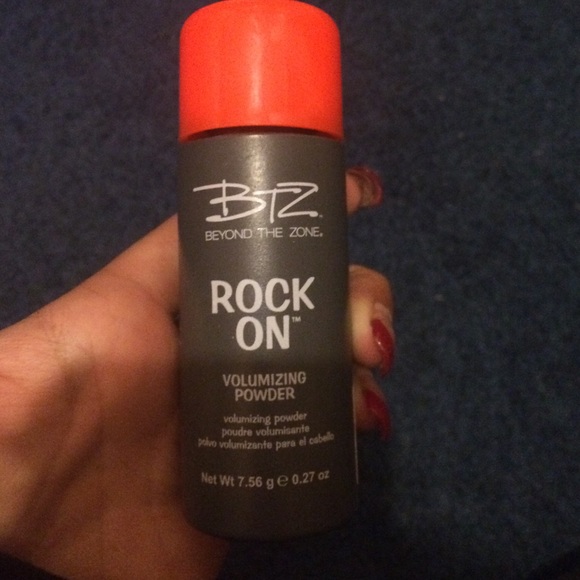 BTZ®
BEYOND THE ZONE®
ROCK
ON™
VOLUMIZING
POWDER
volumizing powder
poudre volumisante
polvo volumizante para el cabello
Net Wt 7.56 g ℮ 0.27 oz